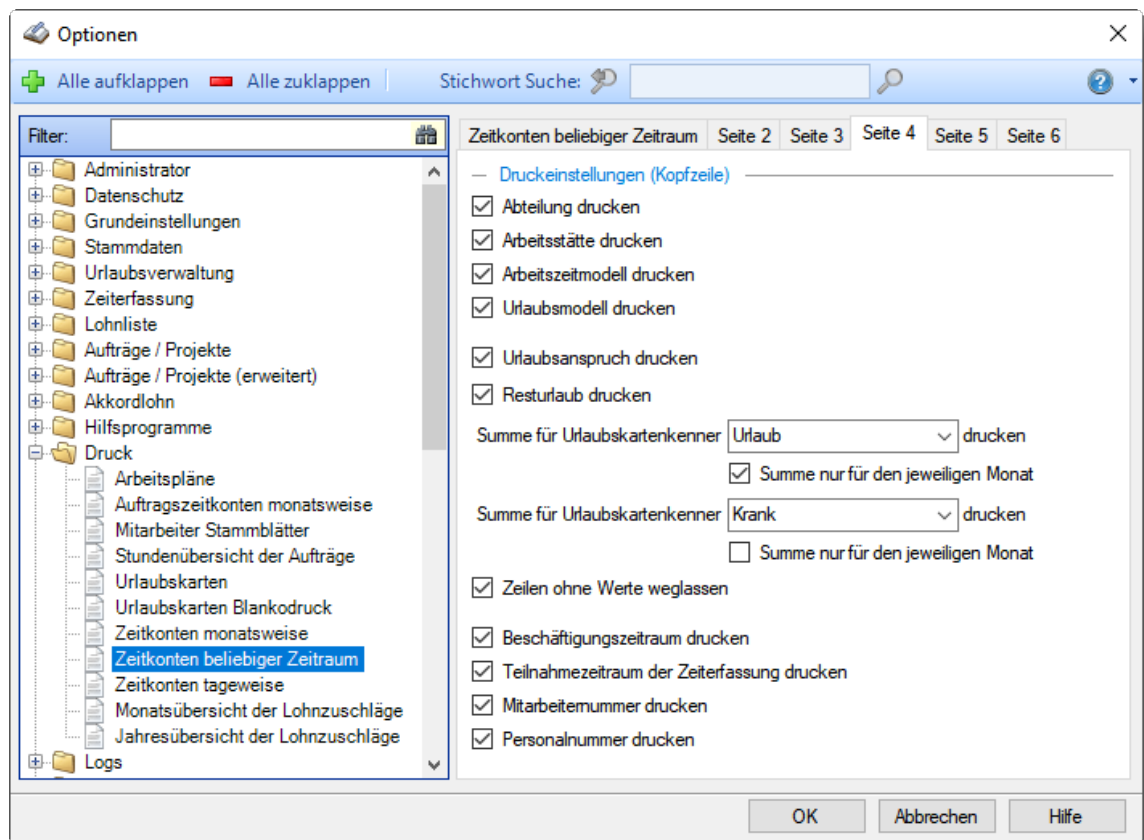 Optionen
Alle aufklappen Alle zuklappen Stichwort Suche:
Filter:
Administrator
Datenschutz
Grundeinstellungen
Stammdaten
Urlaubsverwaltung
Zeiterfassung
Lohnliste
Aufträge / Projekte
Aufträge / Projekte (erweitert)
Akkordlohn
Hilfsprogramme
Druck
Arbeitspläne
Auftragszeitkonten monatsweise
Mitarbeiter Stammblätter
Stundenübersicht der Aufträge
Urlaubskarten
Urlaubskarten Blankodruck
Zeitkonten monatsweise
Zeitkonten beliebiger Zeitraum
Zeitkonten tageweise
Monatsübersicht der Lohnzuschläge
Jahresübersicht der Lohnzuschläge
Logs
Zeitkonten beliebiger Zeitraum Seite 2 Seite 3 Seite 4 Seite 5 Seite 6
Druckeinstellungen (Kopfzeile)
Abteilung drucken
Arbeitsstätte drucken
Arbeitszeitmodell drucken
Urlaubsmodell drucken
Urlaubsanspruch drucken
Resturlaub drucken
Summe für Urlaubskartenkenner Urlaub drucken
Summe nur für den jeweiligen Monat
Summe für Urlaubskartenkenner Krank drucken
Summe nur für den jeweiligen Monat
Zeilen ohne Werte weglassen
Beschäftigungszeitraum drucken
Teilnahmezeitraum der Zeiterfassung drucken
Mitarbeiternummer drucken
Personalnummer drucken
OK Abbrechen Hilfe